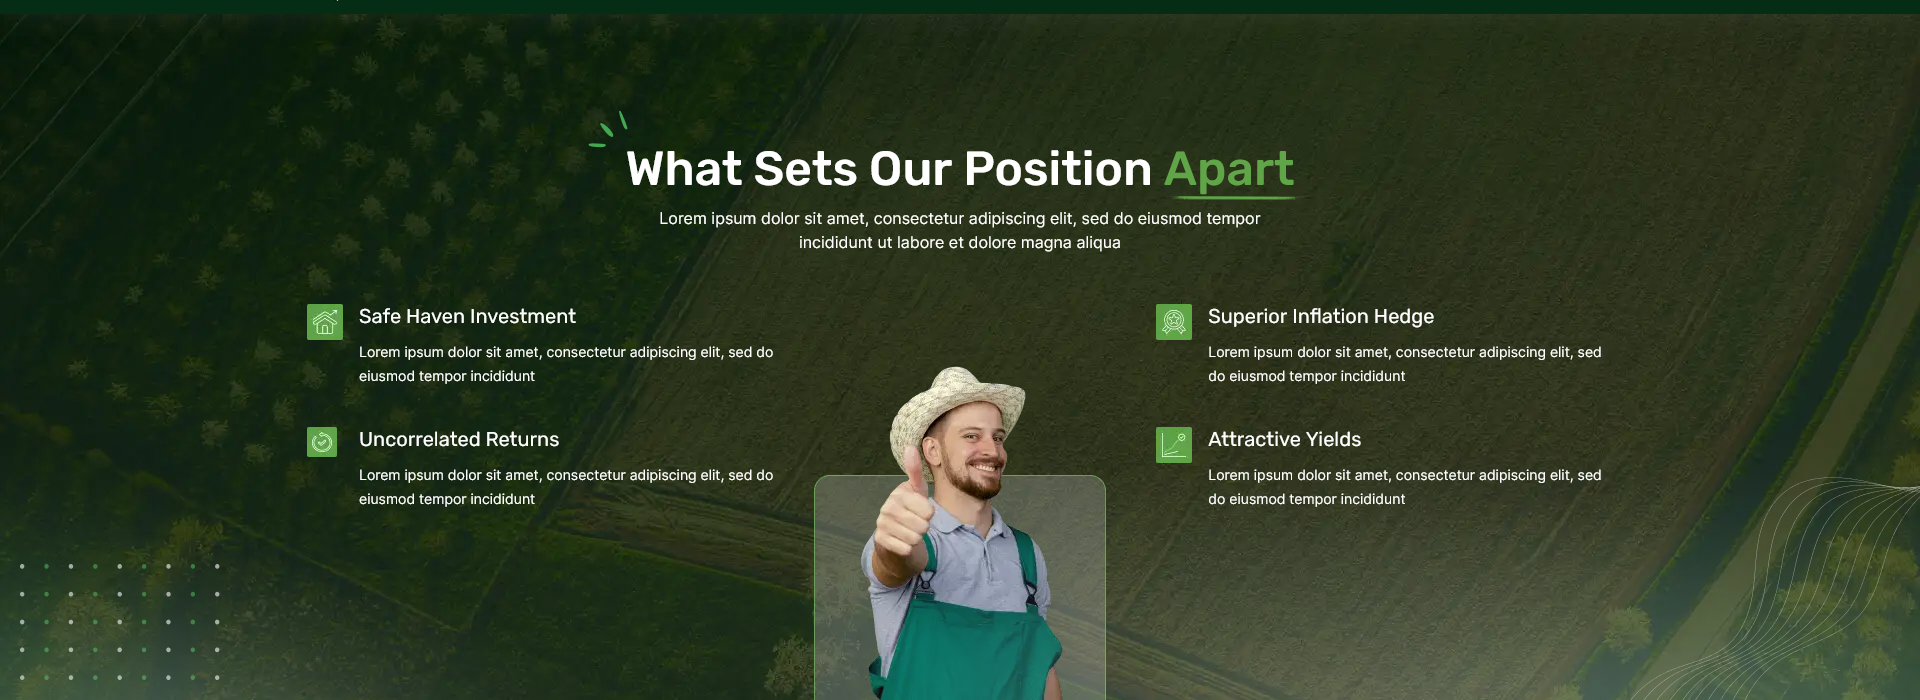 What Sets Our Position Apart
Lorem ipsum dolor sit amet, consectetur adipiscing elit, sed do eiusmod tempor
incididunt ut labore et dolore magna aliqua
Safe Haven Investment
Lorem ipsum dolor sit amet, consectetur adipiscing elit, sed do
eiusmod tempor incididunt
Uncorrelated Returns
Lorem ipsum dolor sit amet, consectetur adipiscing elit, sed do
eiusmod tempor incididunt
Superior Inflation Hedge
Lorem ipsum dolor sit amet, consectetur adipiscing elit, sed
do eiusmod tempor incididunt
Attractive Yields
Lorem ipsum dolor sit amet, consectetur adipiscing elit, sed
do eiusmod tempor incididunt